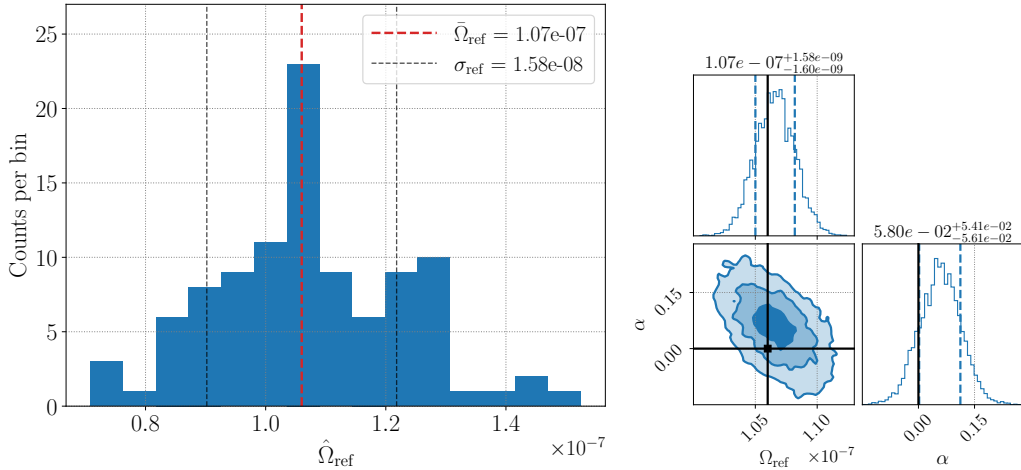 Counts per bin
25
20
15
10
5
0
0.8
1.0
1.2
1.4
×10⁻⁷
Ω̂_ref
Ω̄_ref = 1.07e-07
σ_ref = 1.58e-08
1.07e − 07 +1.58e−09 −1.60e−09
5.80e − 02 +5.41e−02 −5.61e−02
α
0.15
0.00
1.05
1.10
×10⁻⁷
Ω_ref
0.00
0.15
α